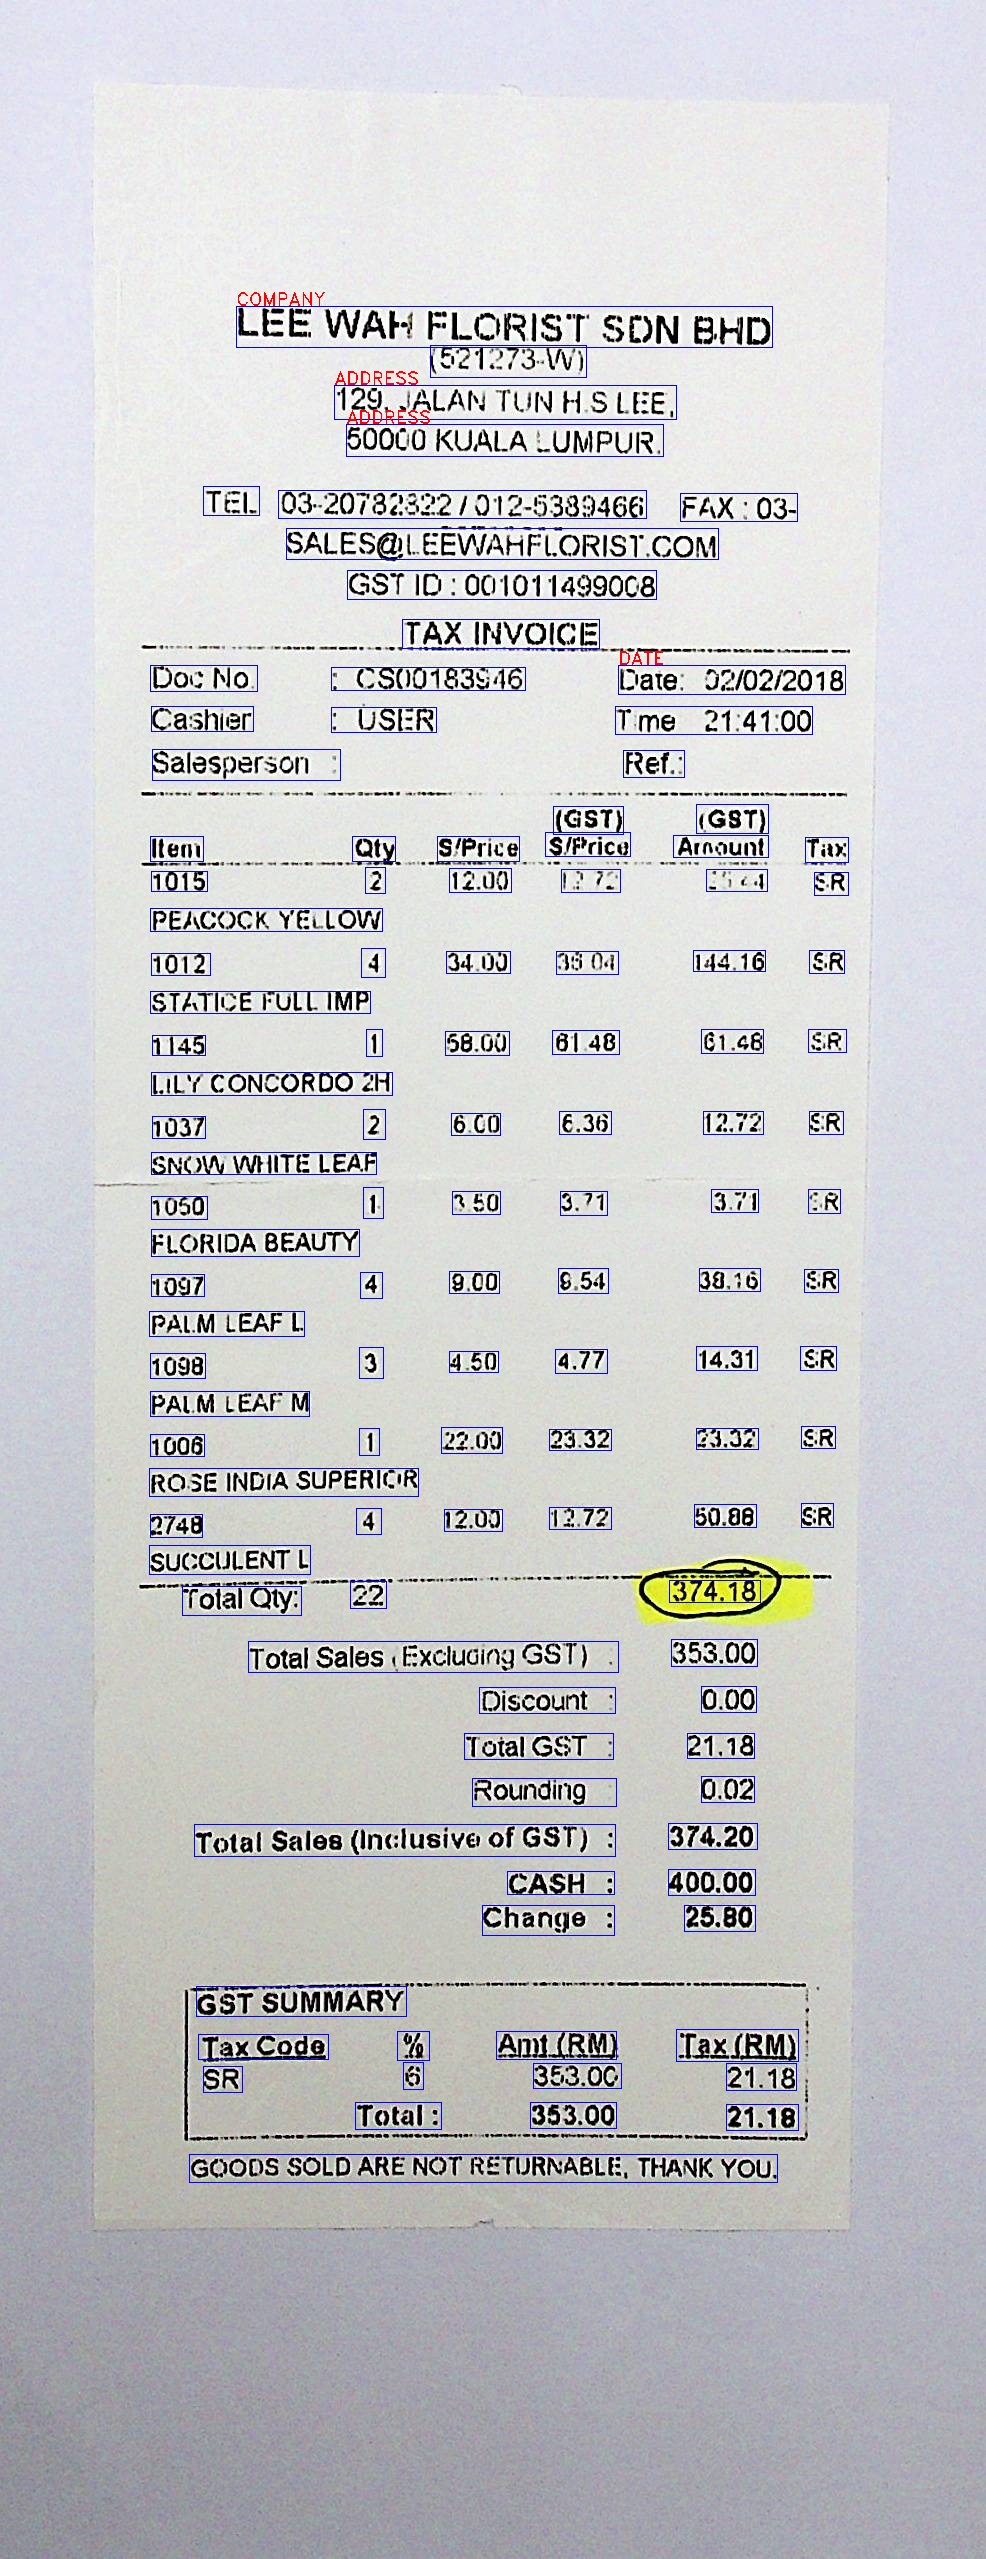 COMPANY
LEE WAH FLORIST SDN BHD
(521273-W)
ADDRESS
129, JALAN TUN H.S LEE,
ADDRESS
50000 KUALA LUMPUR.
TEL 03-20782322 / 012-5389466 FAX : 03-
SALES@LEEWAHFLORIST.COM
GST ID : 001011499008
TAX INVOICE
DATE
Doc No. : CS00183946 Date: 02/02/2018
Cashier : USER Time 21:41:00
Salesperson : Ref.:
(GST) (GST)
Item Qty S/Price S/Price Amount Tax
1015 2 12.00 12.72 25.44 SR
PEACOCK YELLOW
1012 4 34.00 36.04 144.16 SR
STATICE FULL IMP
1145 1 58.00 61.48 61.48 SR
LILY CONCORDO 2H
1037 2 6.00 6.36 12.72 SR
SNOW WHITE LEAF
1050 1 3.50 3.71 3.71 SR
FLORIDA BEAUTY
1097 4 9.00 9.54 38.16 SR
PALM LEAF L
1098 3 4.50 4.77 14.31 SR
PALM LEAF M
1006 1 22.00 23.32 23.32 SR
ROSE INDIA SUPERIOR
2748 4 12.00 12.72 50.88 SR
SUCCULENT L
Total Qty: 22 374.18
Total Sales (Excluding GST) : 353.00
Discount : 0.00
Total GST : 21.18
Rounding 0.02
Total Sales (Inclusive of GST) : 374.20
CASH : 400.00
Change : 25.80
GST SUMMARY
Tax Code % Amt (RM) Tax (RM)
SR 6 353.00 21.18
Total : 353.00 21.18
GOODS SOLD ARE NOT RETURNABLE, THANK YOU.